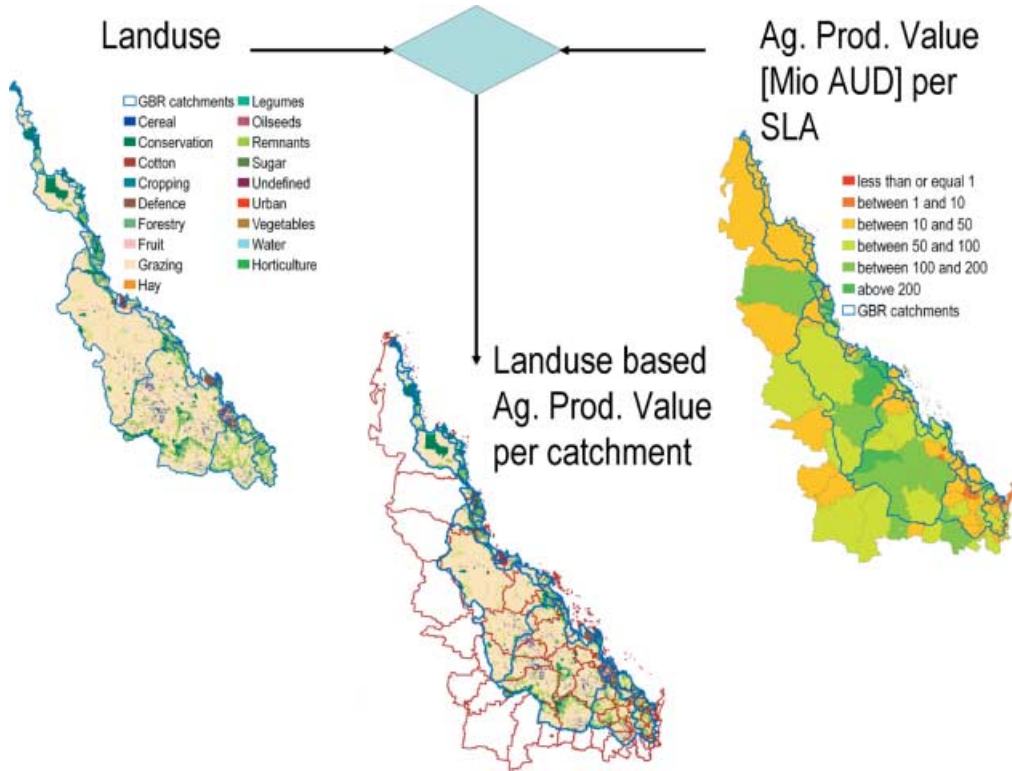 Landuse
Ag. Prod. Value
[Mio AUD] per
SLA
GBR catchments
Cereal
Conservation
Cotton
Cropping
Defence
Forestry
Fruit
Grazing
Hay
Legumes
Oilseeds
Remnants
Sugar
Undefined
Urban
Vegetables
Water
Horticulture
less than or equal 1
between 1 and 10
between 10 and 50
between 50 and 100
between 100 and 200
above 200
GBR catchments
Landuse based
Ag. Prod. Value
per catchment